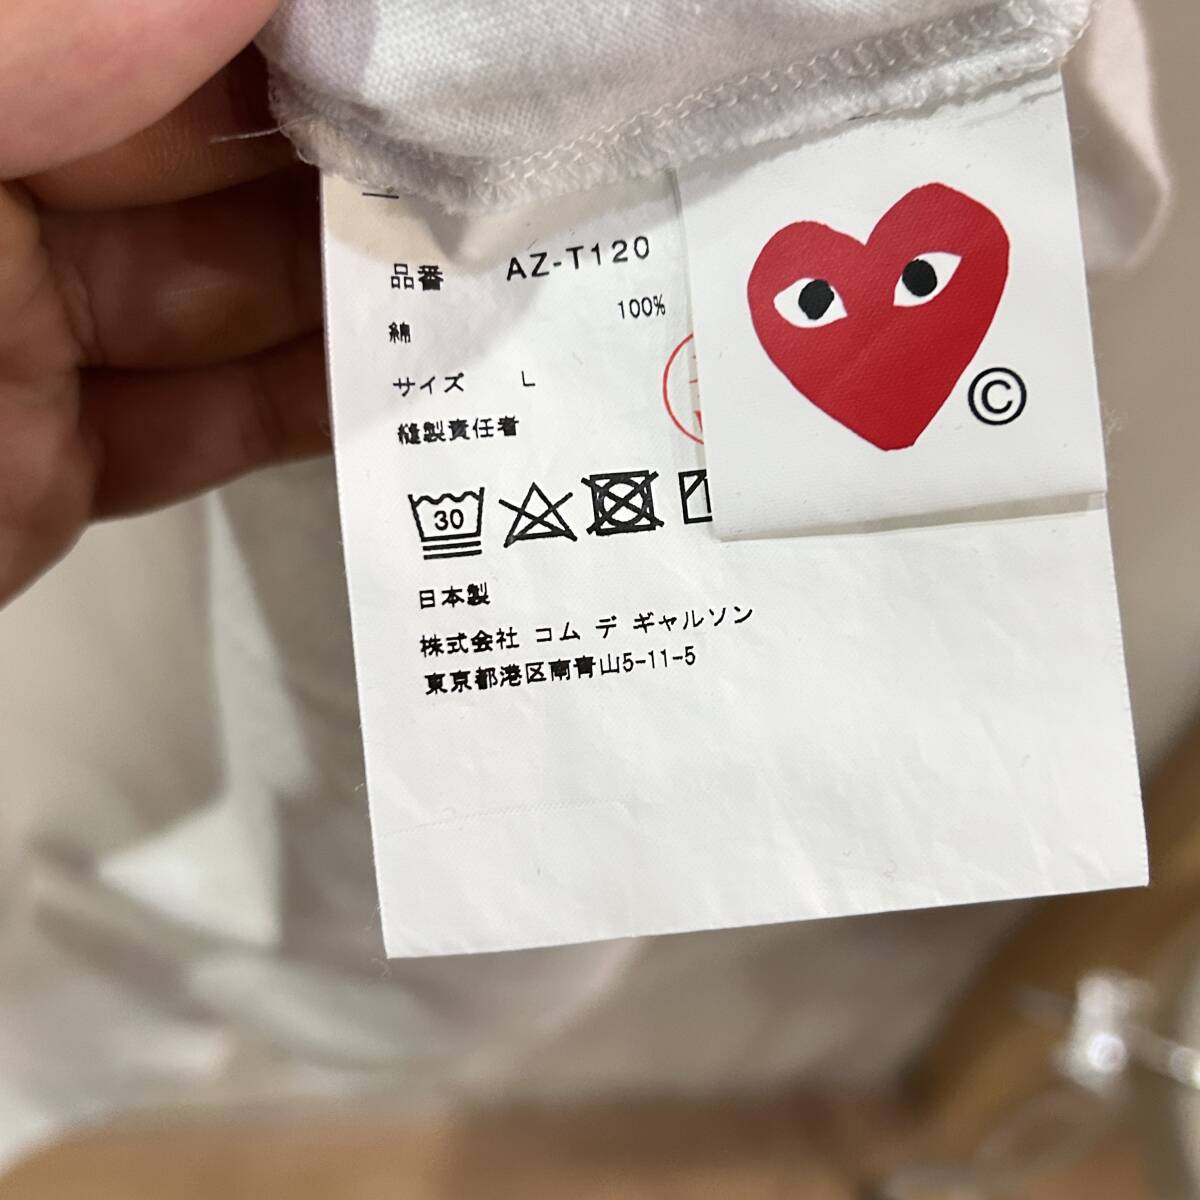 品番 AZ-T120
綿 100%
サイズ L
縫製責任者
30
日本製
株式会社 コム デ ギャルソン
東京都港区南青山5-11-5
©